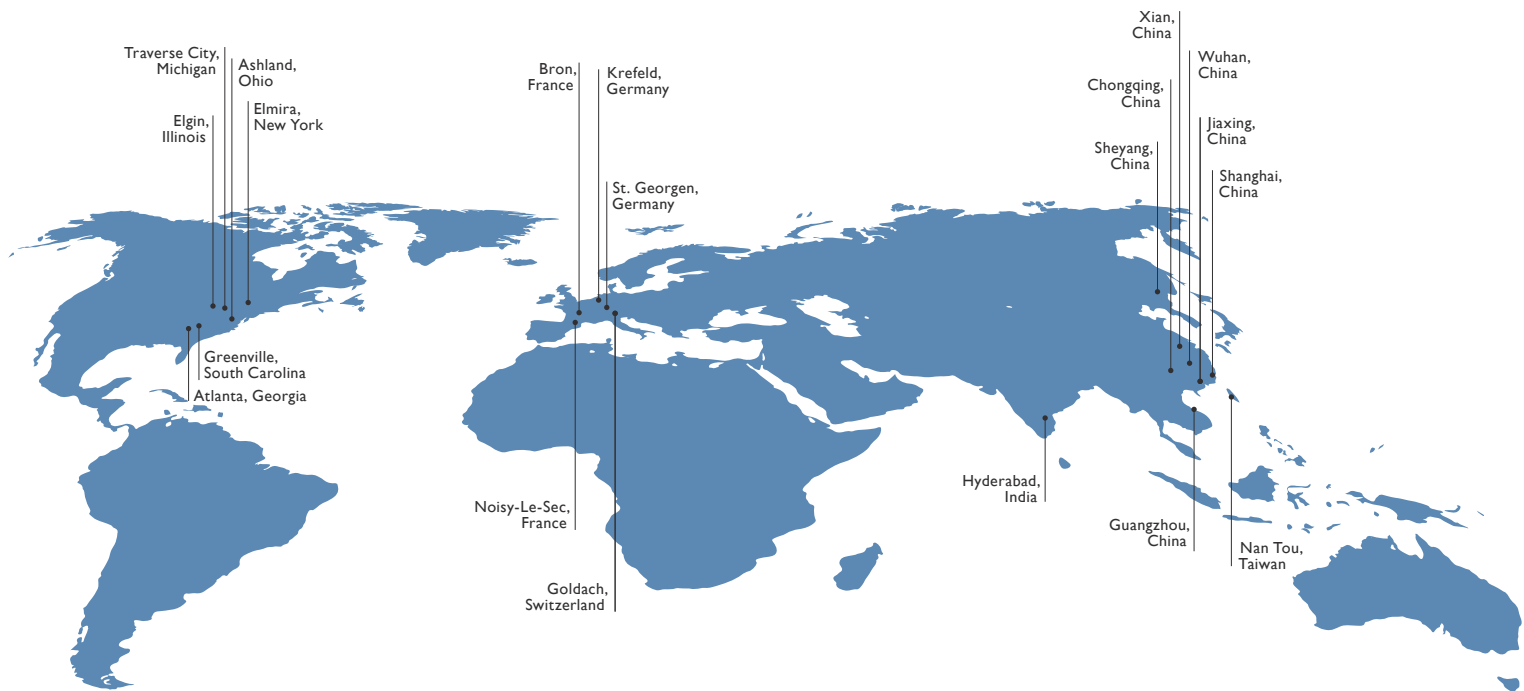 Traverse City,
Michigan
Ashland,
Ohio
Elgin,
Illinois
Elmira,
New York
Greenville,
South Carolina
Atlanta, Georgia
Bron,
France
Krefeld,
Germany
St. Georgen,
Germany
Noisy-Le-Sec,
France
Goldach,
Switzerland
Xian,
China
Wuhan,
China
Chongqing,
China
Jiaxing,
China
Sheyang,
China
Shanghai,
China
Hyderabad,
India
Guangzhou,
China
Nan Tou,
Taiwan